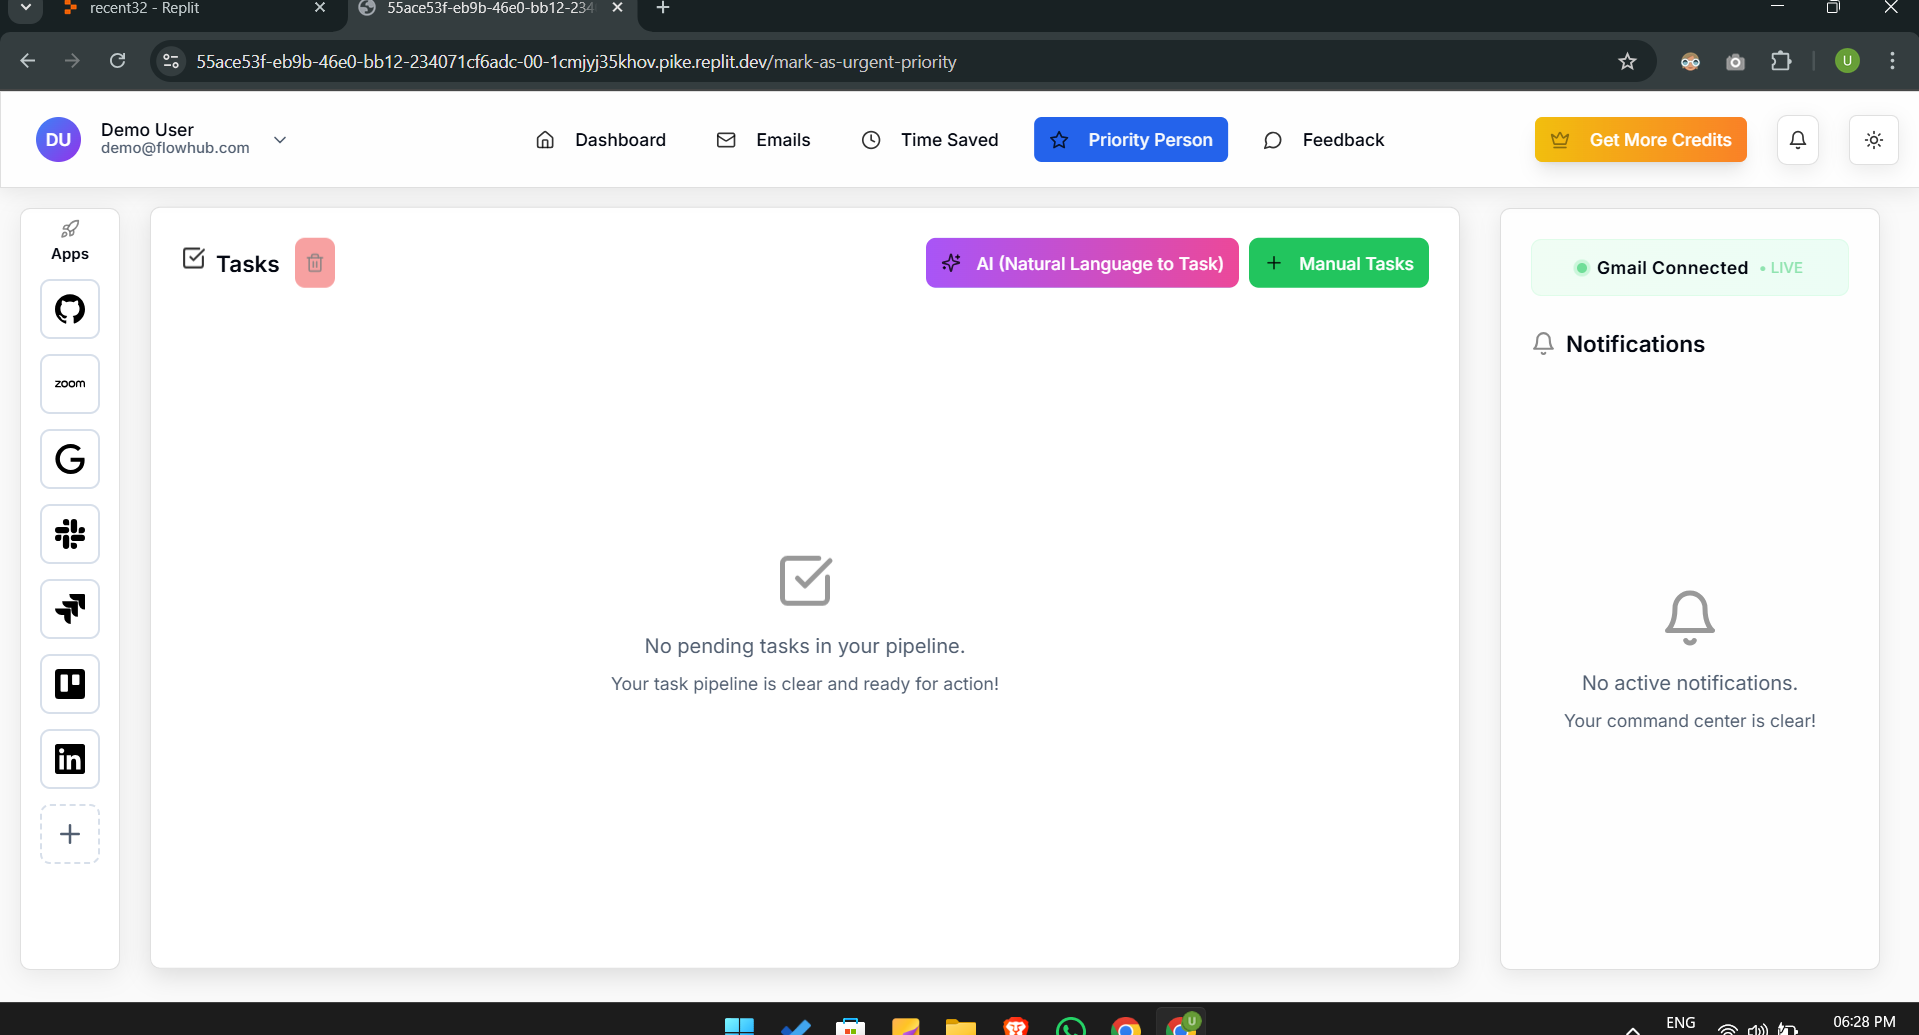 recent32 - Replit
55ace53f-eb9b-46e0-bb12-234
55ace53f-eb9b-46e0-bb12-234071cf6adc-00-1cmjyj35khov.pike.replit.dev/mark-as-urgent-priority
U
DU
Demo User
demo@flowhub.com
Dashboard
Emails
Time Saved
Priority Person
Feedback
Get More Credits
Apps
zoom
in
Tasks
AI (Natural Language to Task)
Manual Tasks
No pending tasks in your pipeline.
Your task pipeline is clear and ready for action!
Gmail Connected • LIVE
Notifications
No active notifications.
Your command center is clear!
U
ENG
06:28 PM